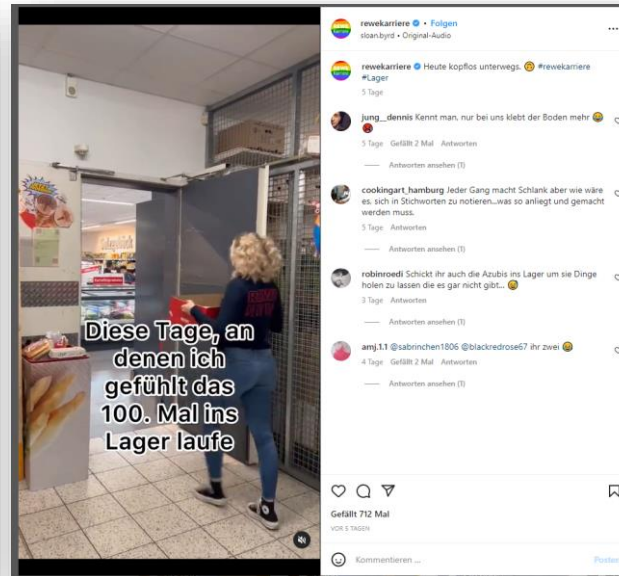 rewekarriere • Folgen
sloan.byrd • Original-Audio
rewekarriere Heute kopflos unterwegs. 🙃 #rewekarriere
#Lager
5 Tage
jung__dennis Kennt man, nur bei uns klebt der Boden mehr 😂
5 Tage Gefällt 2 Mal Antworten
Antworten ansehen (1)
cookingart_hamburg Jeder Gang macht Schlank aber wie wäre
es, sich in Stichworten zu notieren...was so anliegt und gemacht
werden muss.
5 Tage Antworten
Antworten ansehen (1)
robinroedi Schickt ihr auch die Azubis ins Lager um sie Dinge
holen zu lassen die es gar nicht gibt... 😅
3 Tage Antworten
Antworten ansehen (1)
amj.1.1 @sabrinchen1806 @blackredrose67 ihr zwei 😂
4 Tage Gefällt 2 Mal Antworten
Antworten ansehen (1)
Diese Tage, an
denen ich
gefühlt das
100. Mal ins
Lager laufe
Gefällt 712 Mal
VOR 5 TAGEN
Kommentieren ...
Posten